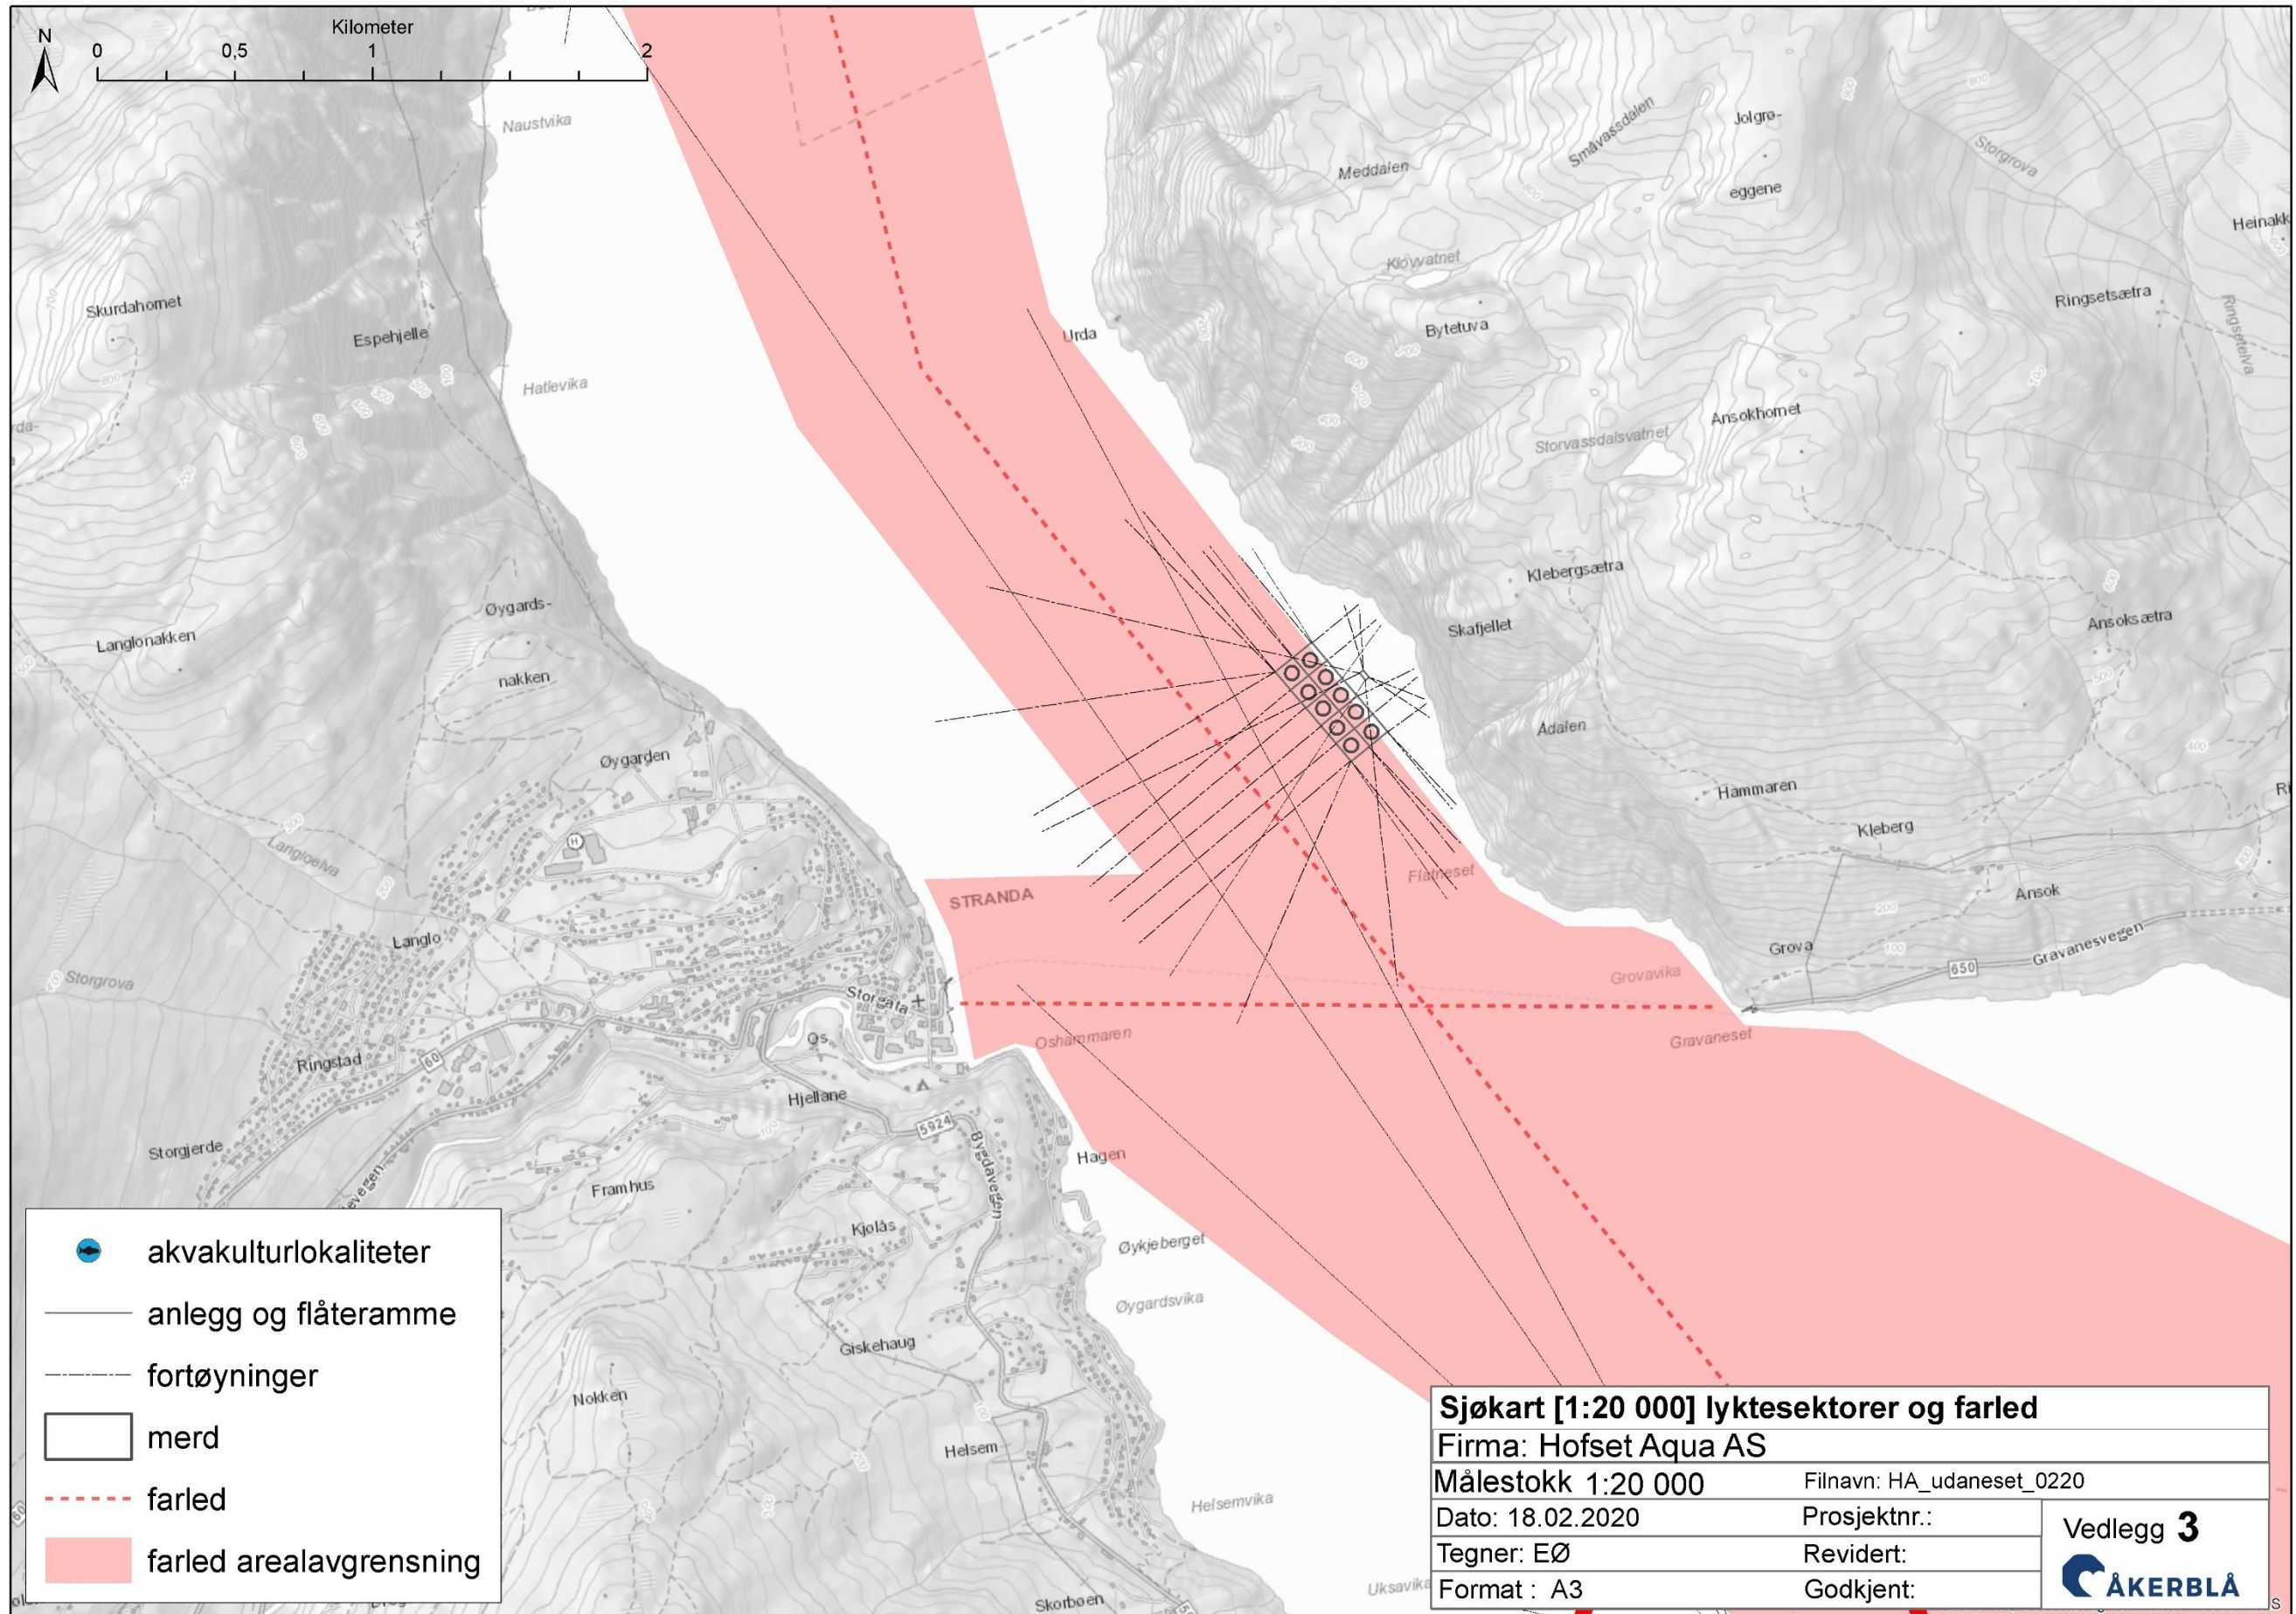 Kilometer
N
0
0,5
1
2
Naustvika
Småvassdalen
Jolgrø-
eggene
Meddalen
Storgrova
Heinakk
Skurdahornet
Espehjelle
Hatlevika
Urda
Kløvvatnet
Bytetuva
Ringsetsætra
Ringsetelva
Ansokhornet
Storvassdalsvatnet
Klebergsætra
Skafjellet
Ansoksætra
Langlonakken
Øygards-
nakken
Øygarden
Ådalen
Hammaren
Kleberg
Ansok
Langloelva
H
STRANDA
Flatneset
Langlo
Storgrova
Storgata
Grova
650
Gravanesvegen
Grovavika
Gravaneset
Oshammaren
Os
Ringstad
60
Hjellane
5924
Bygdavegen
Storgjerde
Hagen
Framhus
Kjølås
Øykjeberget
Øygardsvika
Giskehaug
Nokken
Helsem
Helsemvika
Uksavika
Skorbøen
akvakulturlokaliteter
anlegg og flåteramme
fortøyninger
merd
farled
farled arealavgrensning
Sjøkart [1:20 000] lyktesektorer og farled
Firma: Hofset Aqua AS
Målestokk 1:20 000 Filnavn: HA_udaneset_0220
Dato: 18.02.2020 Prosjektnr.:
Tegner: EØ Revidert:
Format : A3 Godkjent:
Vedlegg 3
ÅKERBLÅ